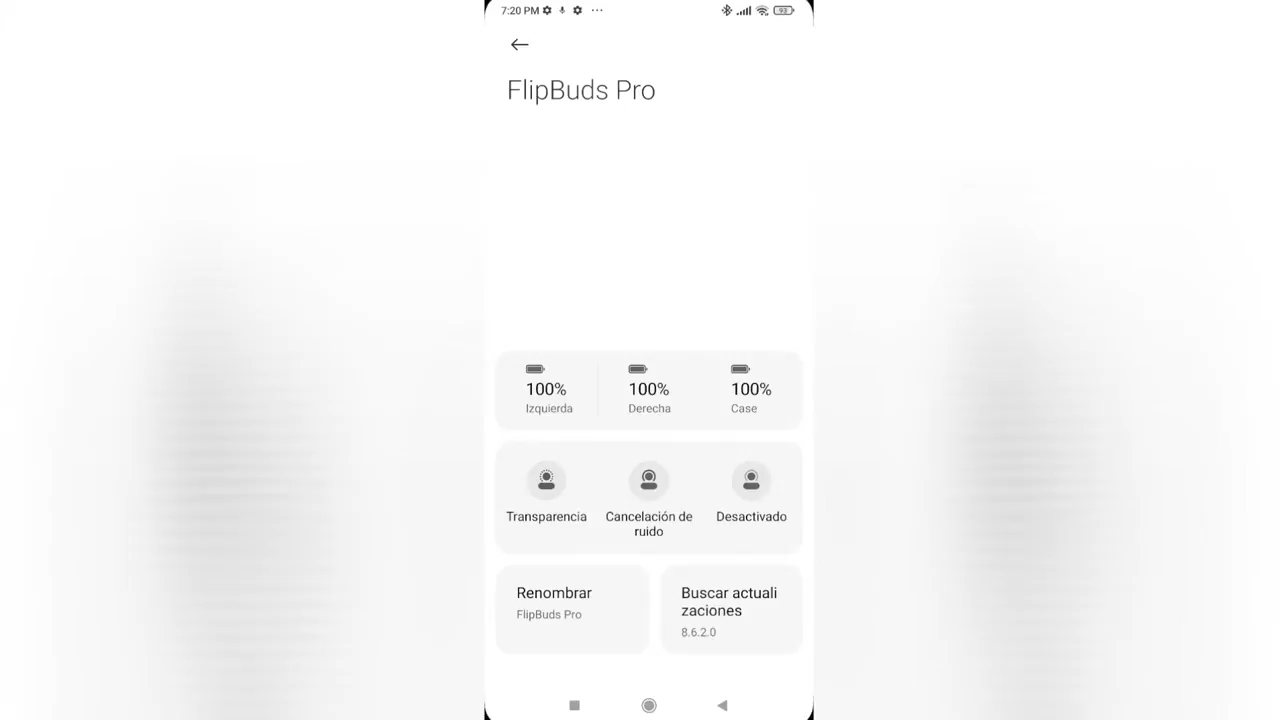 7:20 PM ... 93
FlipBuds Pro
100% 100% 100%
Izquierda Derecha Case
Transparencia Cancelación de Desactivado
ruido
Renombrar
FlipBuds Pro
Buscar actuali
zaciones
8.6.2.0